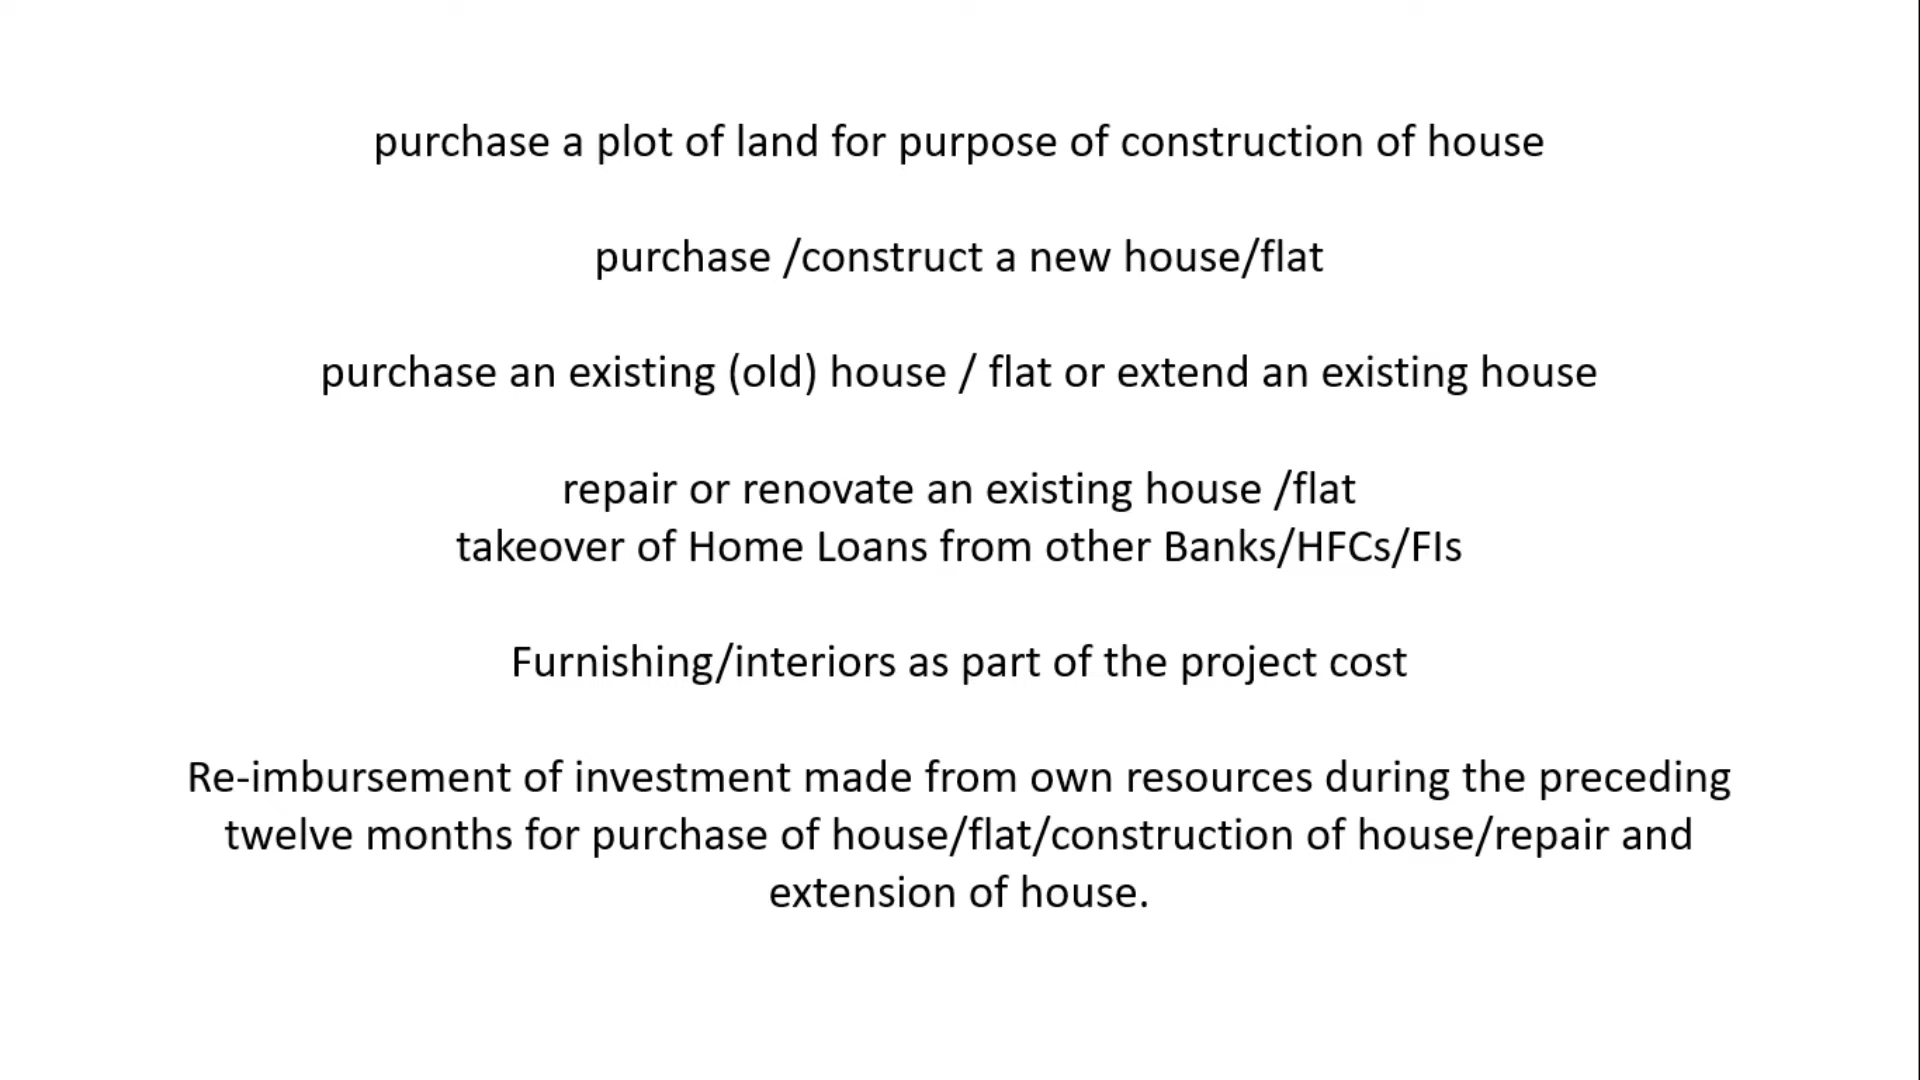 purchase a plot of land for purpose of construction of house
purchase /construct a new house/flat
purchase an existing (old) house / flat or extend an existing house
repair or renovate an existing house /flat
takeover of Home Loans from other Banks/HFCs/FIs
Furnishing/interiors as part of the project cost
Re-imbursement of investment made from own resources during the preceding
twelve months for purchase of house/flat/construction of house/repair and
extension of house.